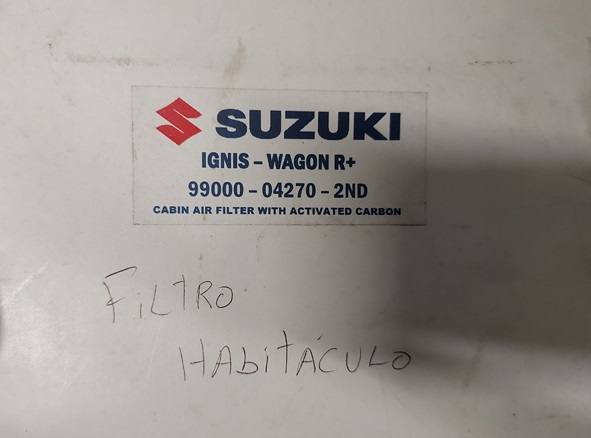 SUZUKI
IGNIS - WAGON R+
99000 - 04270 - 2ND
CABIN AIR FILTER WITH ACTIVATED CARBON
FiLTRO
HABiTÁCULO